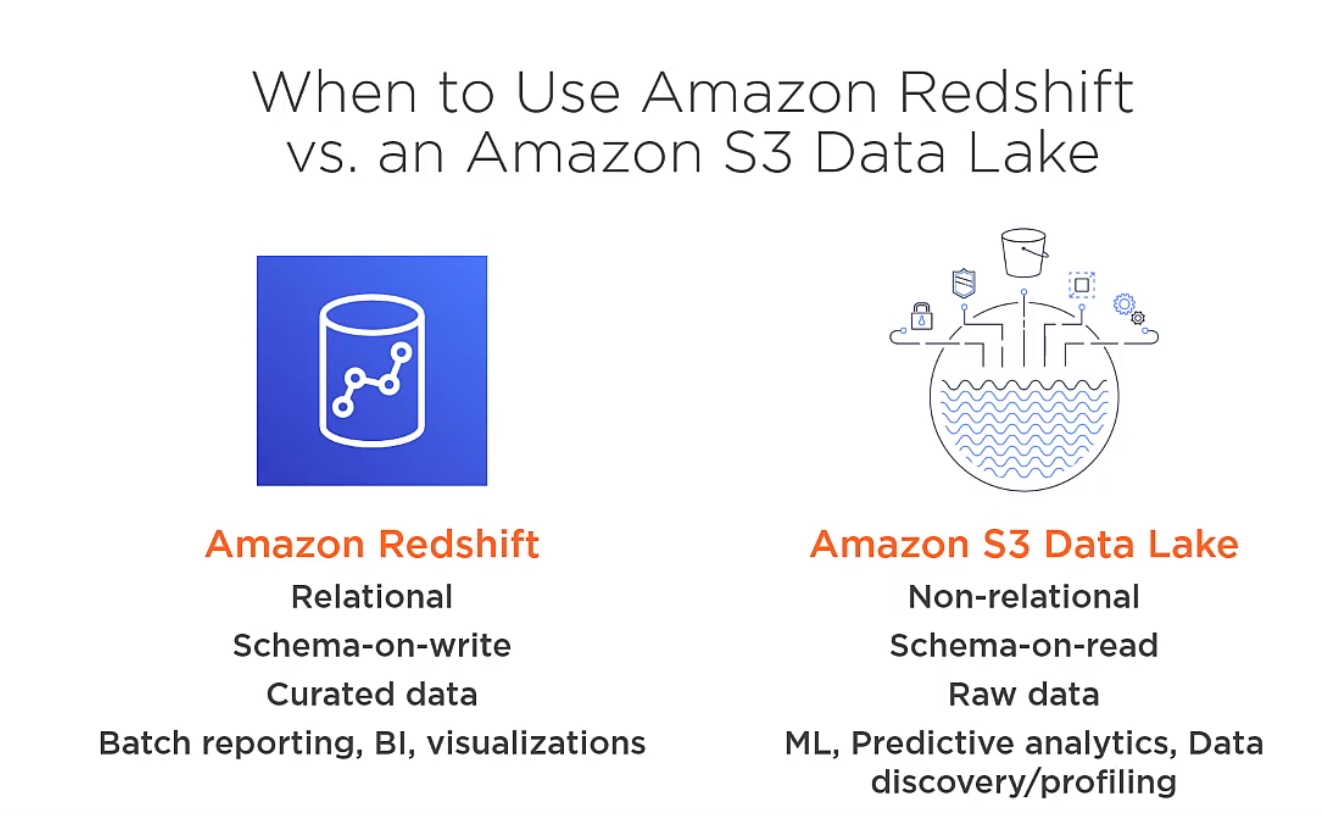 When to Use Amazon Redshift
vs. an Amazon S3 Data Lake
Amazon Redshift
Relational
Schema-on-write
Curated data
Batch reporting, BI, visualizations
Amazon S3 Data Lake
Non-relational
Schema-on-read
Raw data
ML, Predictive analytics, Data
discovery/profiling